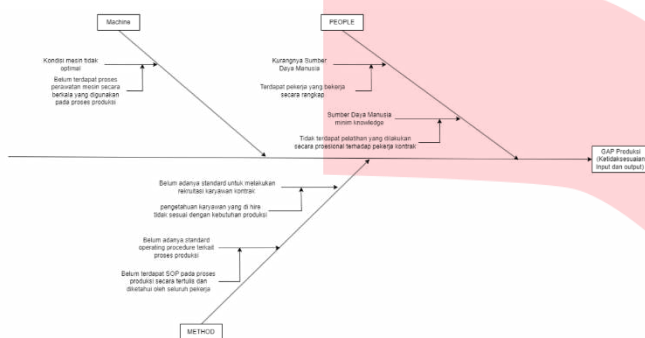 Machine
PEOPLE
Kondisi mesin tidak
optimal
Belum terdapat proses
perawatan mesin secara
berkala yang digunakan
pada proses produksi
Kurangnya Sumber
Daya Manusia
Terdapat pekerja yang bekerja
secara rangkap
Sumber Daya Manusia
minim knowledge
Tidak terdapat pelatihan yang dilakukan
secara prosesional terhadap pekerja kontrak
GAP Produksi
(Ketidaksesuaian
Input dan output)
Belum adanya standard untuk melakukan
rekrutasi karyawan kontrak
pengetahuan karyawan yang di hire
tidak sesuai dengan kebutuhan produksi
Belum adanya standard
operating procedure terkait
proses produksi
Belum terdapat SOP pada proses
produksi secara tertulis dan
diketahui oleh seluruh pekerja
METHOD